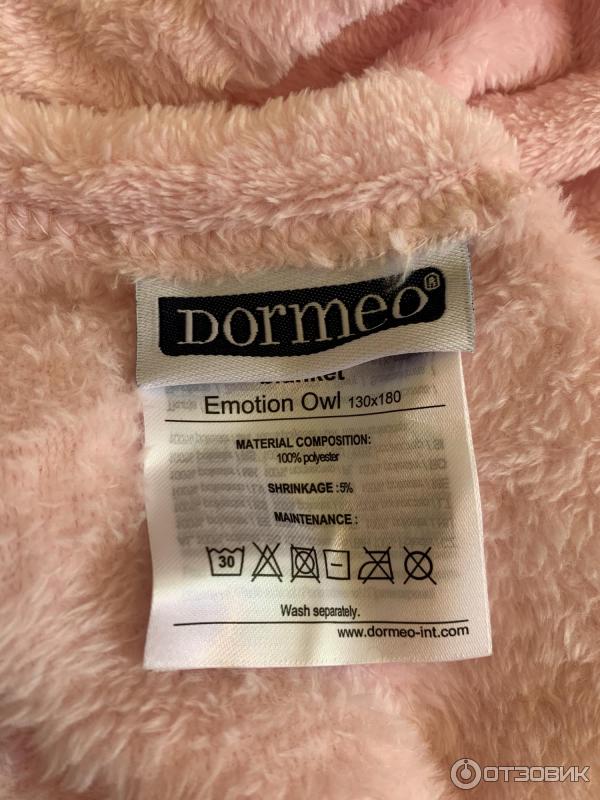 Dormeo®
Blanket
Emotion Owl 130x180
MATERIAL COMPOSITION:
100% polyester
SHRINKAGE :5%
MAINTENANCE :
30
Wash separately.
www.dormeo-int.com
ОТЗОВИК